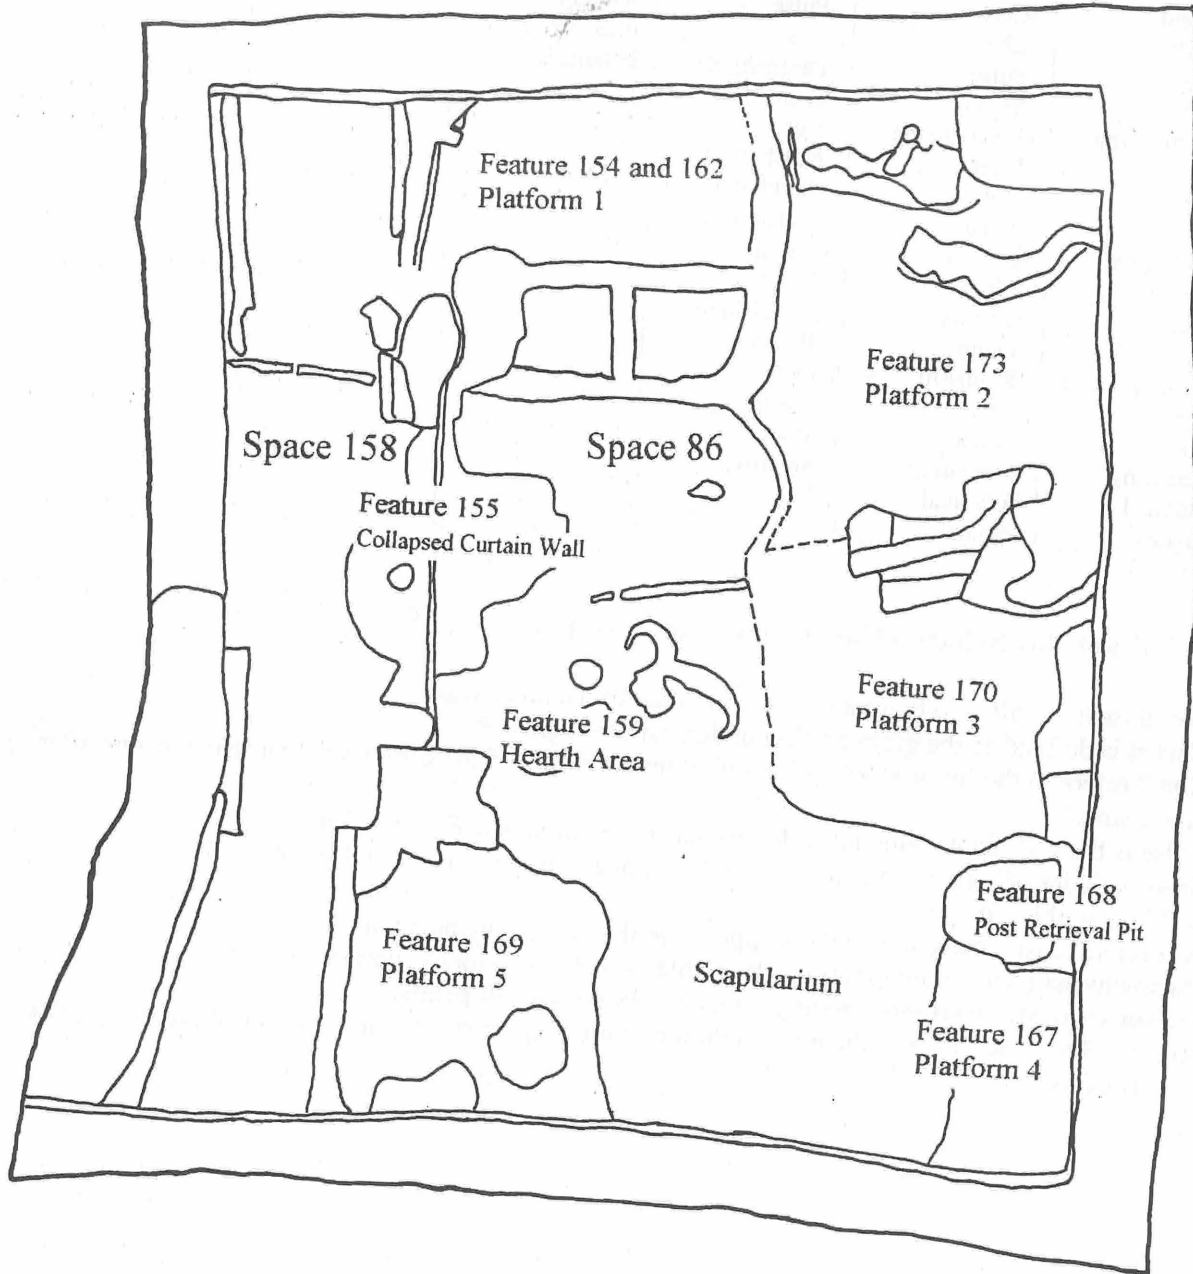 Feature 154 and 162
Platform 1
Feature 173
Platform 2
Space 158
Space 86
Feature 155
Collapsed Curtain Wall
Feature 170
Platform 3
Feature 159
Hearth Area
Feature 168
Post Retrieval Pit
Feature 169
Platform 5
Scapularium
Feature 167
Platform 4